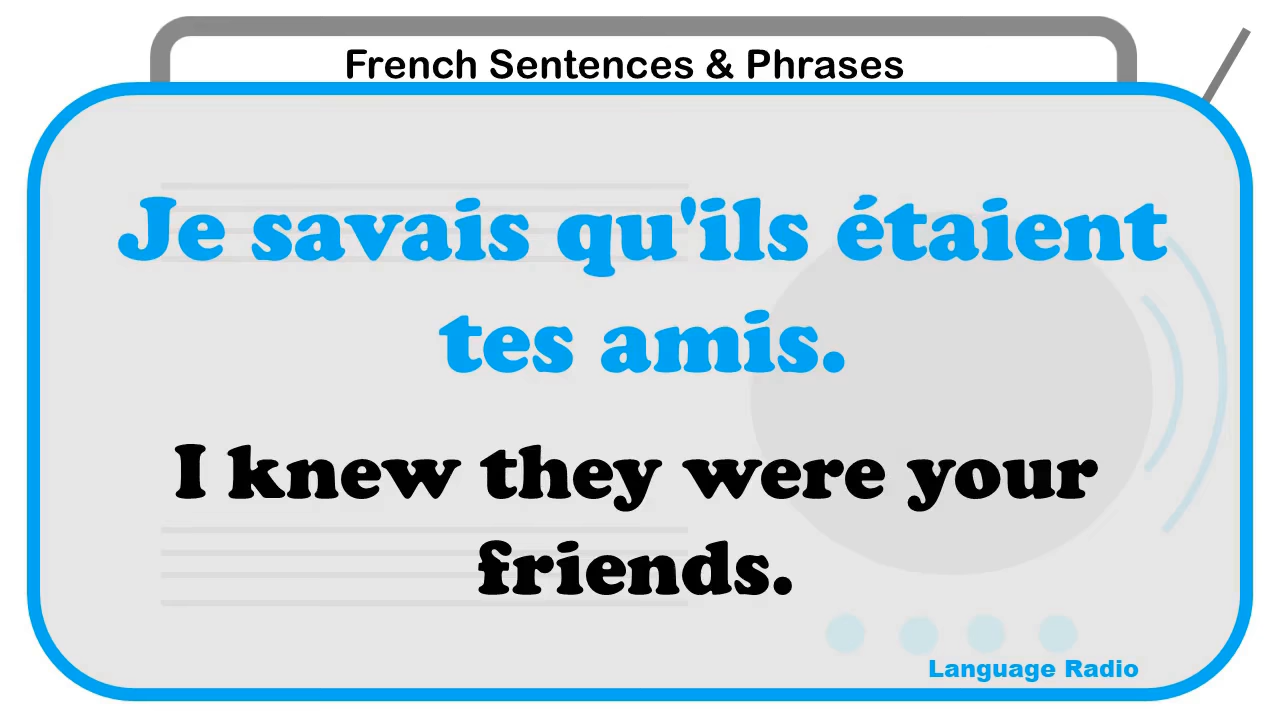 French Sentences & Phrases
Je savais qu'ils étaient
tes amis.
I knew they were your
friends.
Language Radio